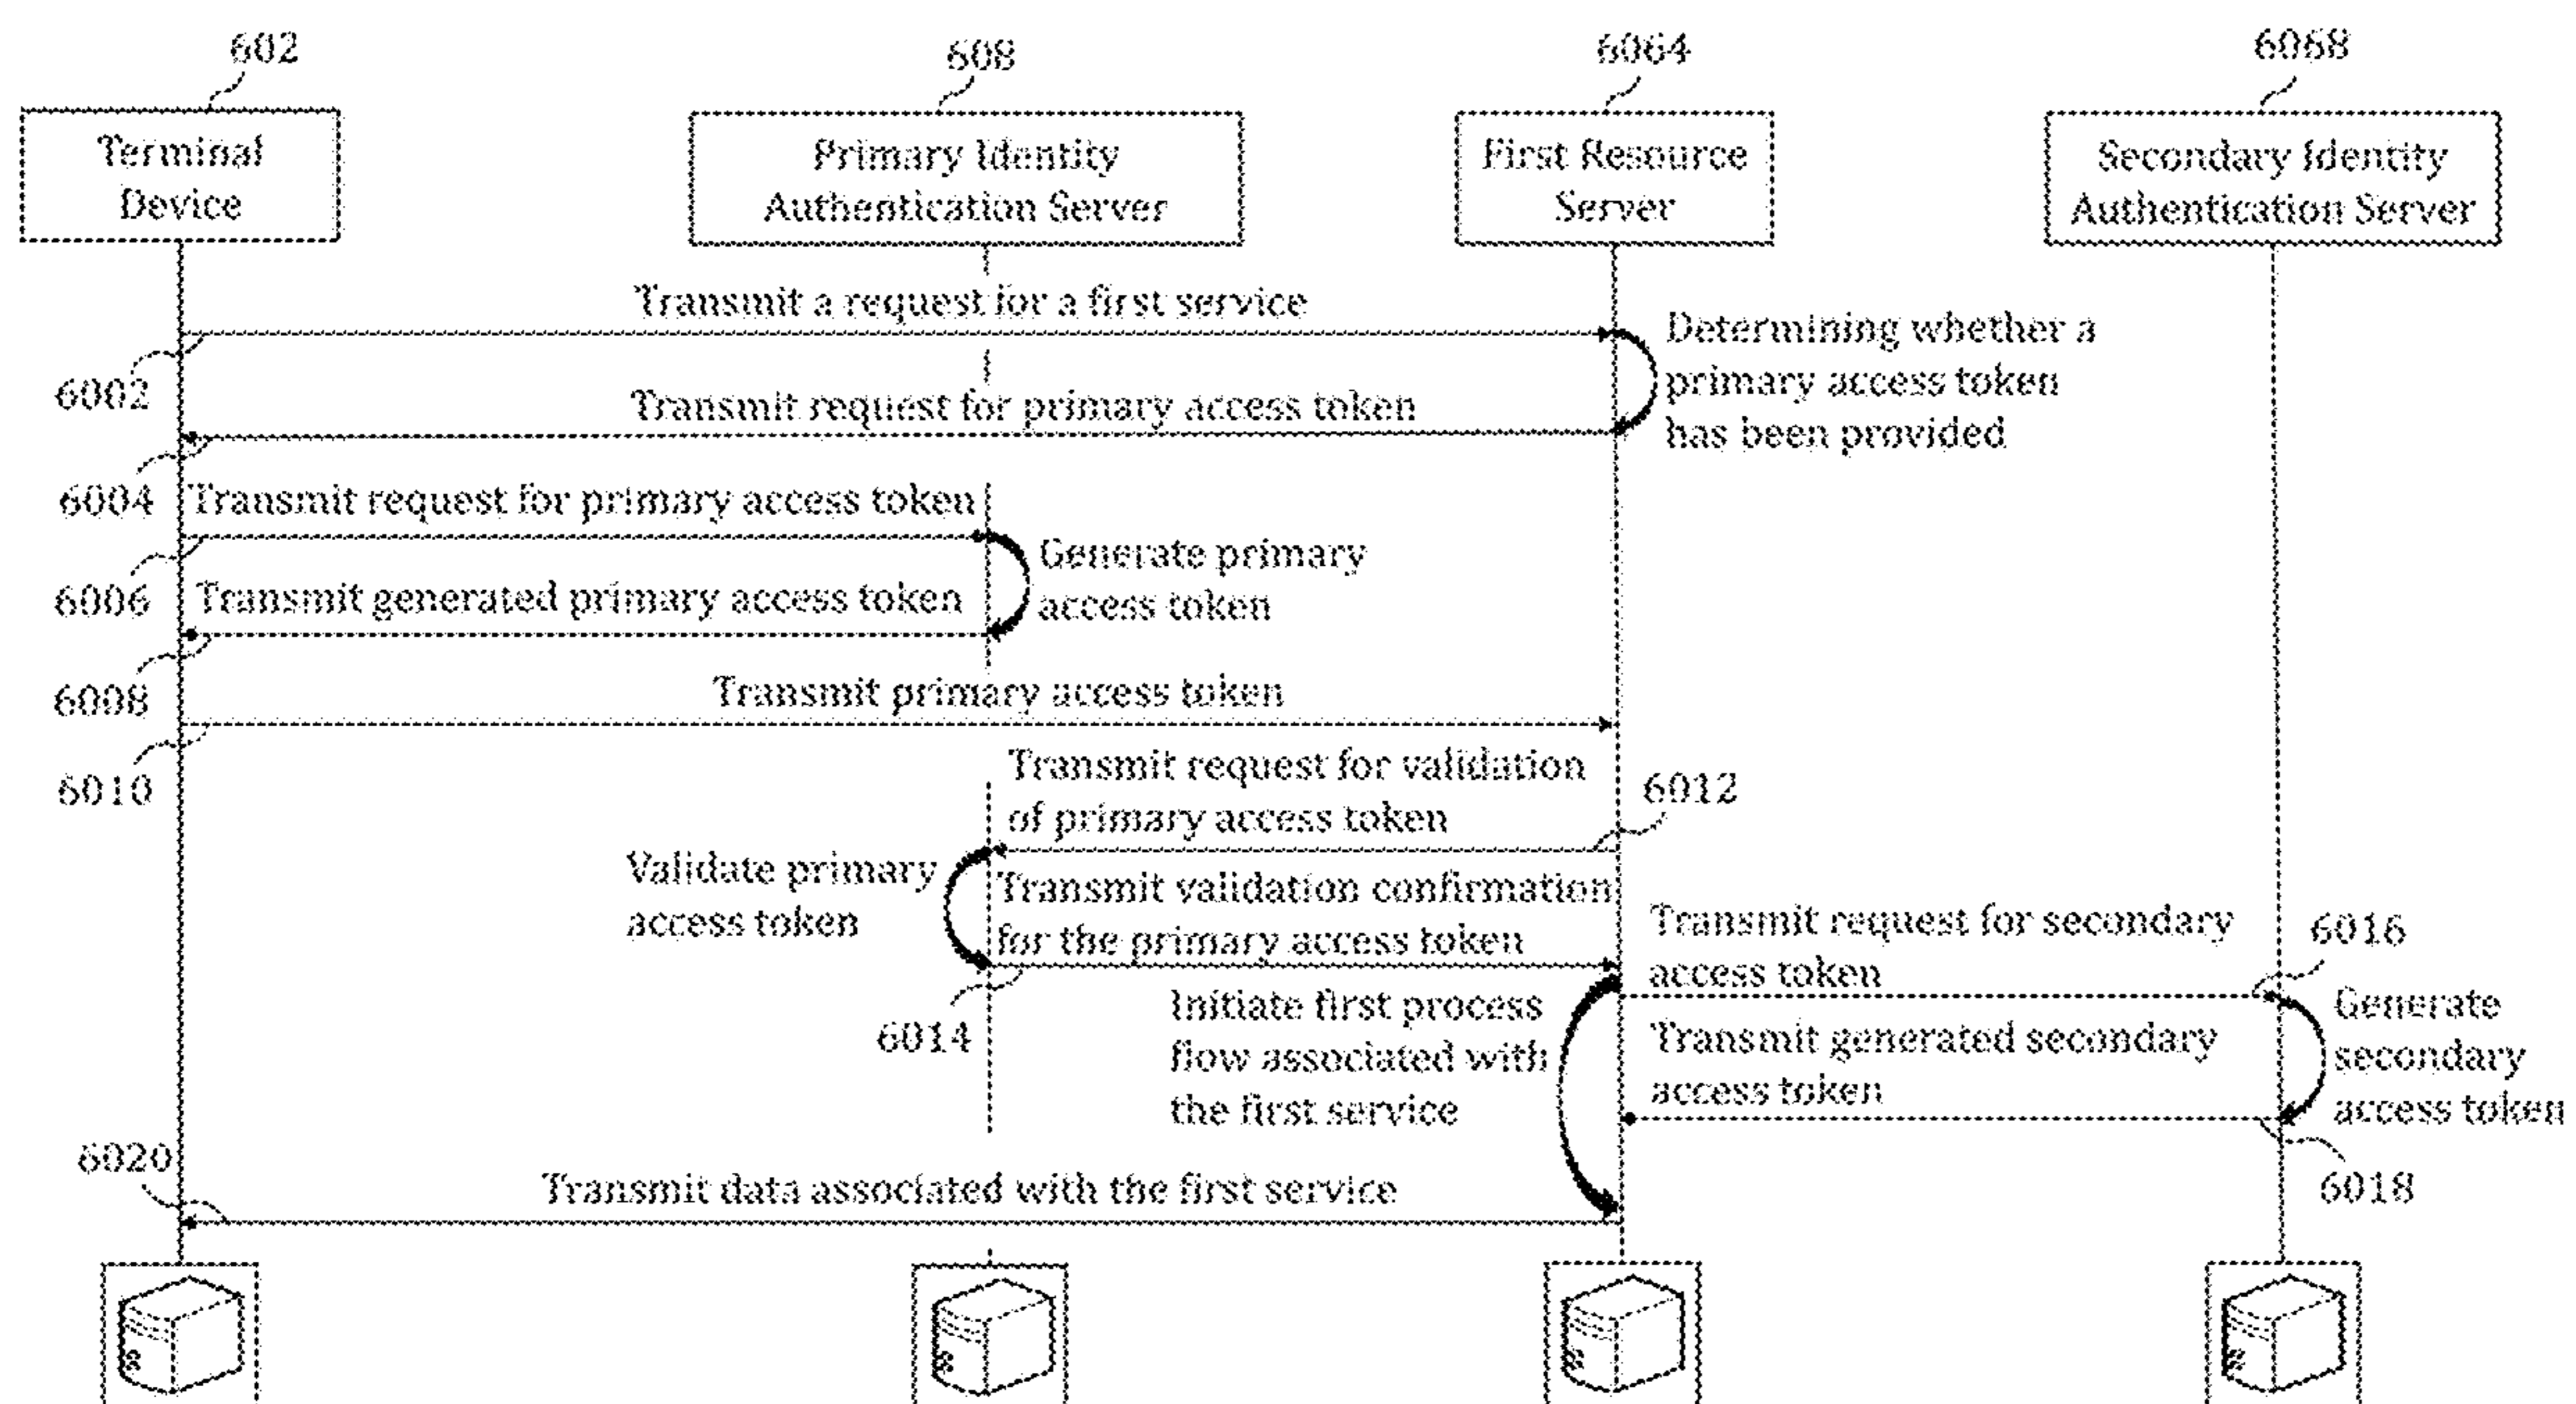 602
608
6064
6068
Terminal
Device
Primary Identity
Authentication Server
First Resource
Server
Secondary Identity
Authentication Server
Transmit a request for a first service
Determining whether a
primary access token
has been provided
6002
Transmit request for primary access token
6004
Transmit request for primary access token
Generate primary
access token
6006
Transmit generated primary access token
6008
Transmit primary access token
6010
Transmit request for validation
of primary access token
6012
Validate primary
access token
Transmit validation confirmation
for the primary access token
6014
Transmit request for secondary
access token
6016
Initiate first process
flow associated with
the first service
Generate
secondary
access token
Transmit generated secondary
access token
6018
6020
Transmit data associated with the first service